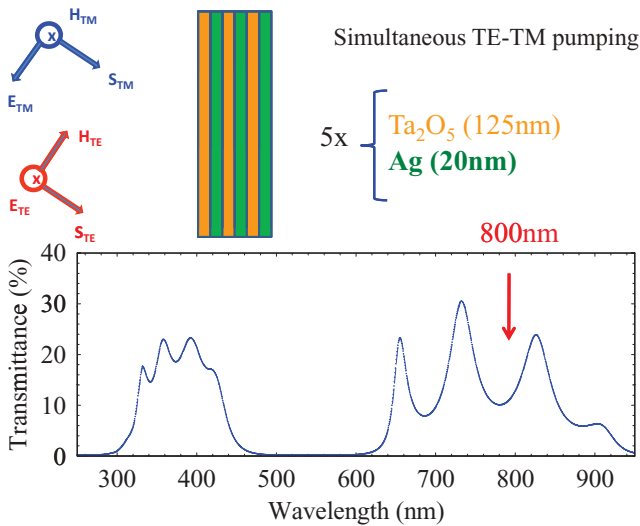 H_TM
x
S_TM
E_TM
H_TE
x
E_TE
S_TE
Simultaneous TE-TM pumping
5x
Ta₂O₅ (125nm)
Ag (20nm)
800nm
Transmittance (%)
40
30
20
10
0
300 400 500 600 700 800 900
Wavelength (nm)